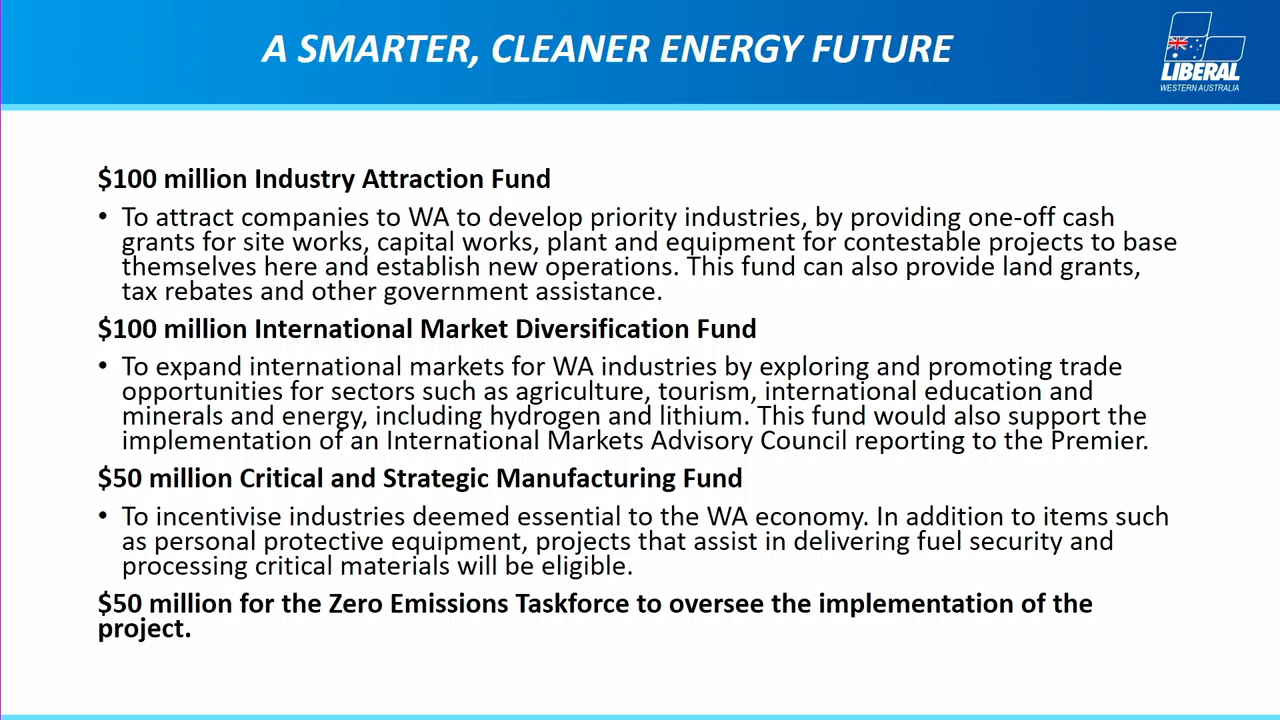 A SMARTER, CLEANER ENERGY FUTURE
LIBERAL
WESTERN AUSTRALIA
$100 million Industry Attraction Fund
• To attract companies to WA to develop priority industries, by providing one-off cash
grants for site works, capital works, plant and equipment for contestable projects to base
themselves here and establish new operations. This fund can also provide land grants,
tax rebates and other government assistance.
$100 million International Market Diversification Fund
• To expand international markets for WA industries by exploring and promoting trade
opportunities for sectors such as agriculture, tourism, international education and
minerals and energy, including hydrogen and lithium. This fund would also support the
implementation of an International Markets Advisory Council reporting to the Premier.
$50 million Critical and Strategic Manufacturing Fund
• To incentivise industries deemed essential to the WA economy. In addition to items such
as personal protective equipment, projects that assist in delivering fuel security and
processing critical materials will be eligible.
$50 million for the Zero Emissions Taskforce to oversee the implementation of the
project.